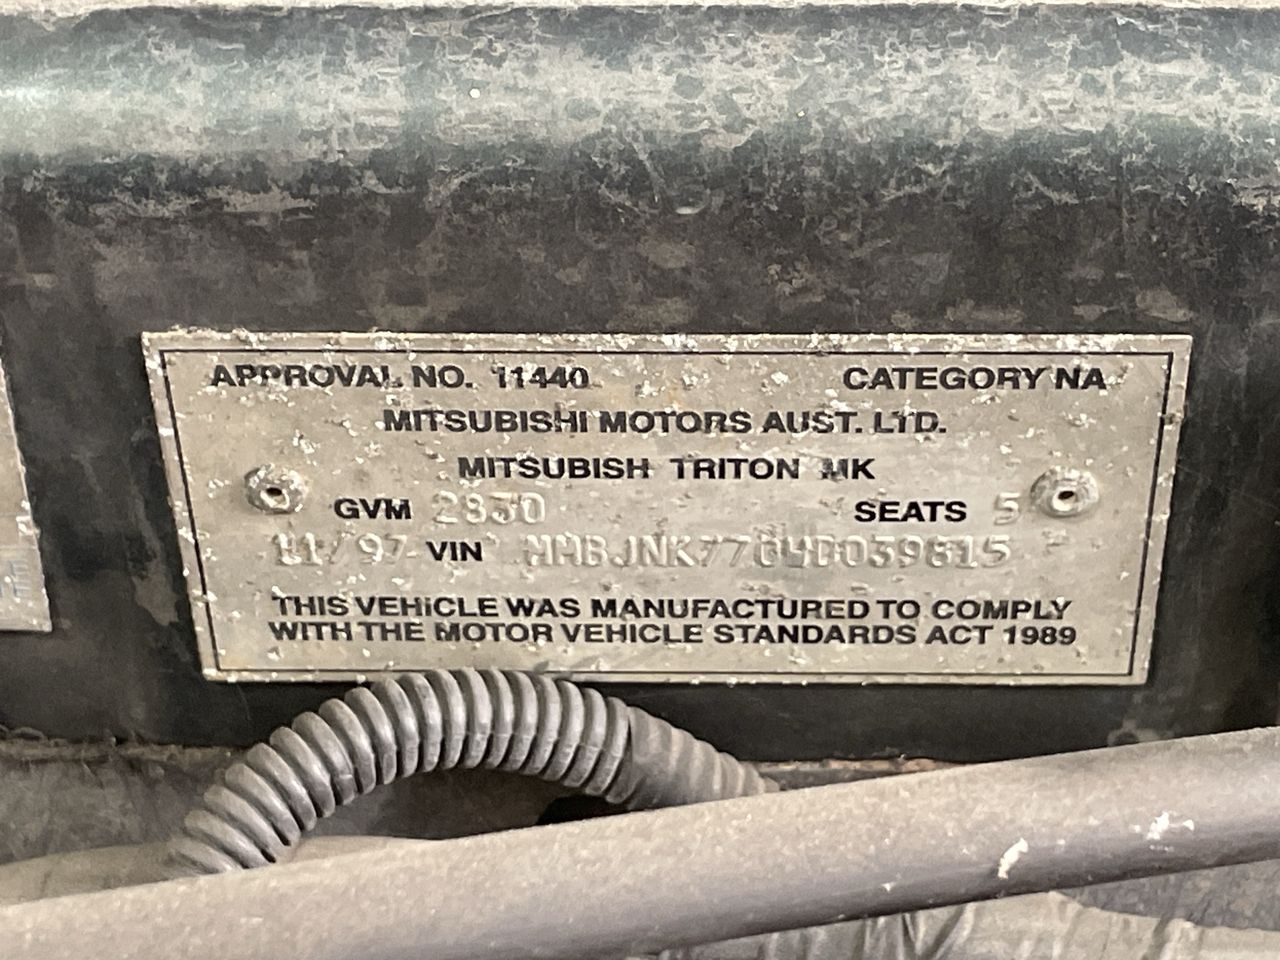 APPROVAL NO. 11440 CATEGORY NA
MITSUBISHI MOTORS AUST. LTD.
MITSUBISH TRITON MK
GVM 2830 SEATS 5
11/97 VIN
THIS VEHICLE WAS MANUFACTURED TO COMPLY
WITH THE MOTOR VEHICLE STANDARDS ACT 1989